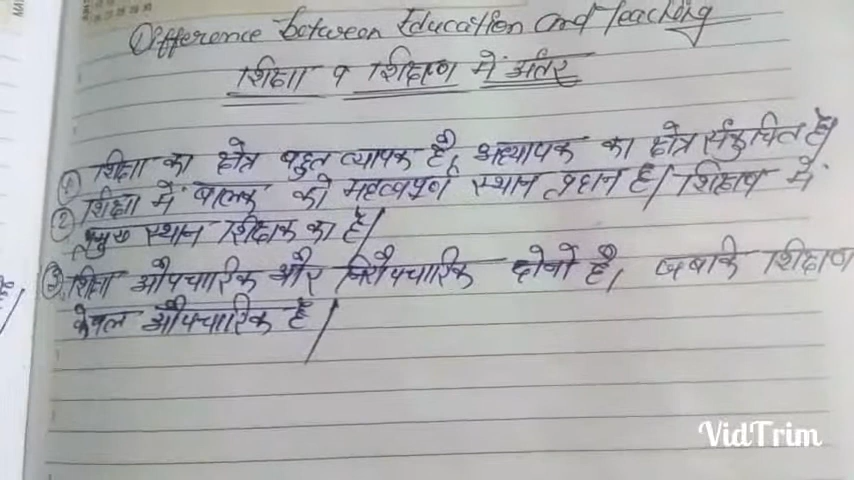 Difference between Education and Teaching
शिक्षा व शिक्षण में अंतर
① शिक्षा का क्षेत्र बहुत व्यापक है, अध्यापक का क्षेत्र संकुचित है।
② शिक्षा में बालक को महत्वपूर्ण स्थान प्रदान है। शिक्षण में
प्रमुख स्थान शिक्षक का है।
③ शिक्षा औपचारिक और निरौपचारिक दोनों है, जबकि शिक्षण
केवल औपचारिक है।
VidTrim